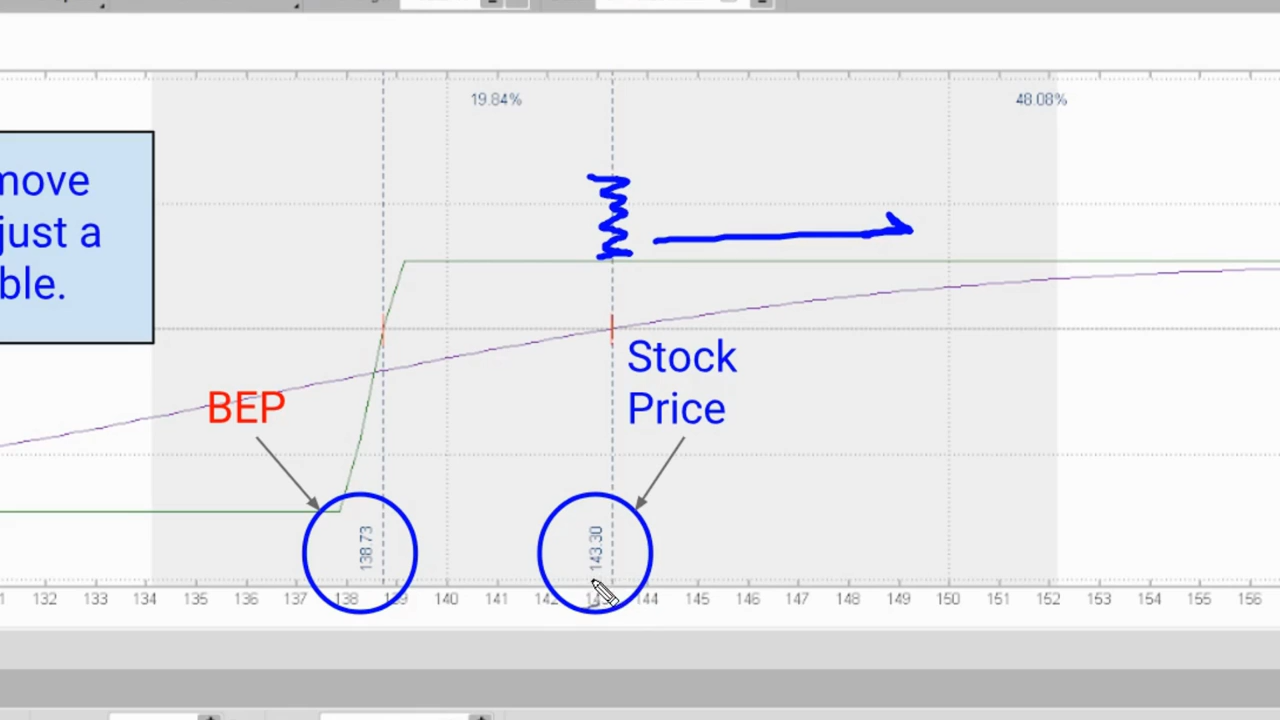 19.84%
48.08%
move
just a
ble.
Stock
Price
BEP
138.73
143.30
132 133 134 135 136 137 138 139 140 141 142 143 144 145 146 147 148 149 150 151 152 153 154 155 156